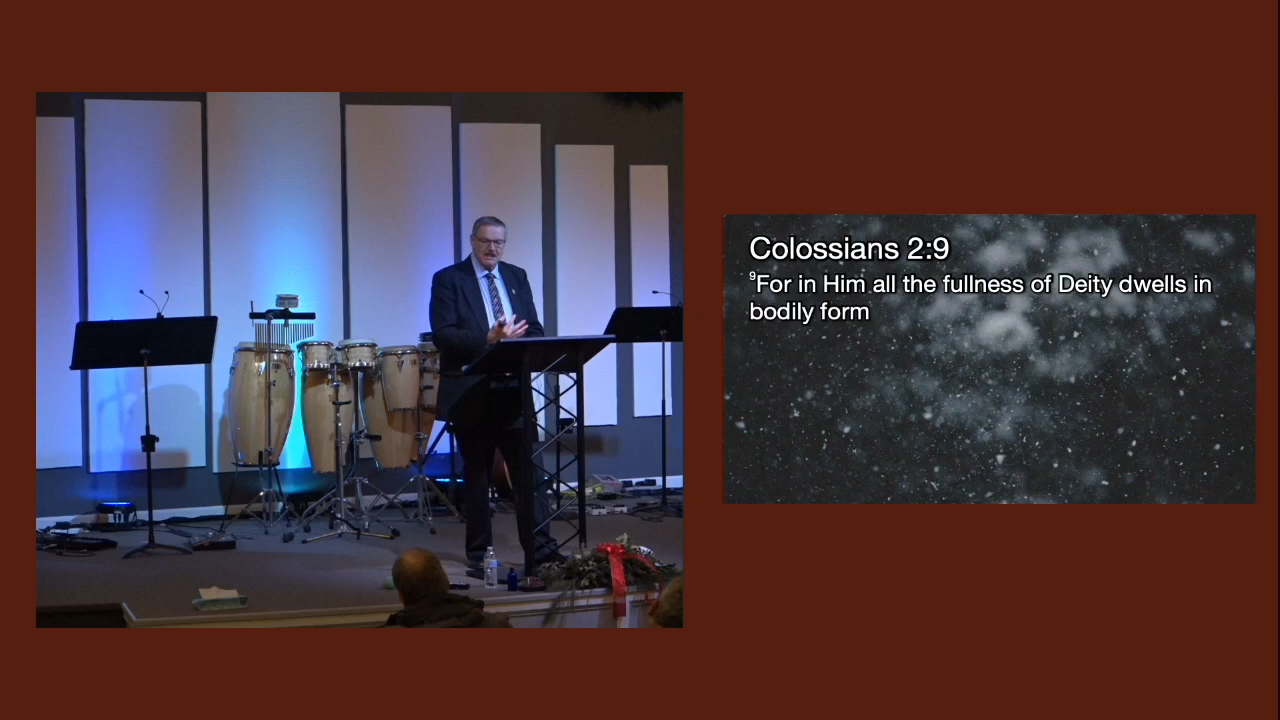 Colossians 2:9
9For in Him all the fullness of Deity dwells in
bodily form